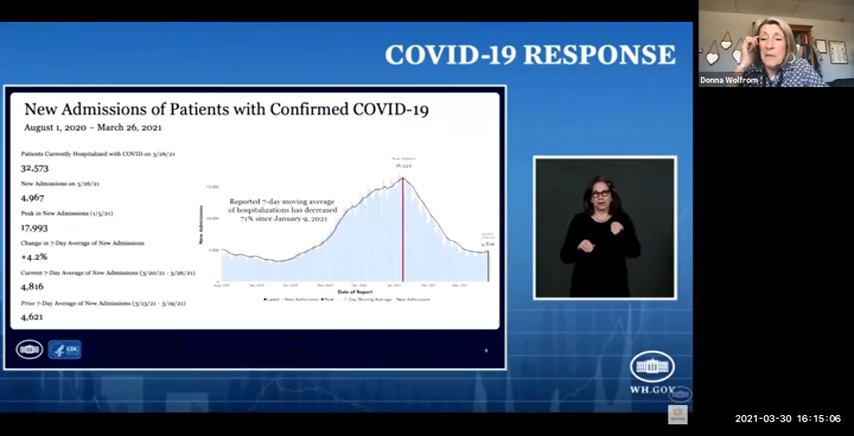 COVID-19 RESPONSE
Donna Wolfrom
New Admissions of Patients with Confirmed COVID-19
August 1, 2020 – March 26, 2021
Patients Currently Hospitalized with COVID on 3/26/21
32,573
New Admissions on 3/26/21
4,967
Peak in New Admissions (1/5/21)
17,993
Change in 7-Day Average of New Admissions
+4.2%
Current 7-Day Average of New Admissions (3/20/21 - 3/26/21)
4,816
Prior 7-Day Average of New Admissions (3/13/21 - 3/19/21)
4,621
Reported 7-day moving average
of hospitalizations has decreased
71% since January 9, 2021
New Admissions
Date of Report
CDC
WH.GOV
2021-03-30 16:15:06